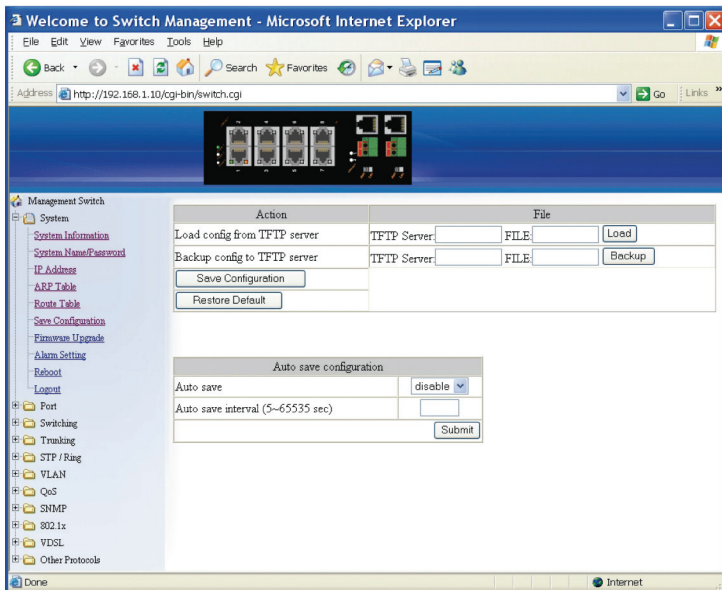 Welcome to Switch Management - Microsoft Internet Explorer
File Edit View Favorites Tools Help
Back Search Favorites
Address http://192.168.1.10/cgi-bin/switch.cgi Go Links »
Management Switch
System
System Information
System Name/Password
IP Address
ARP Table
Route Table
Save Configuration
Firmware Upgrade
Alarm Setting
Reboot
Logout
Port
Switching
Trunking
STP / Ring
VLAN
QoS
SNMP
802.1x
VDSL
Other Protocols
Action File
Load config from TFTP server TFTP Server: FILE: Load
Backup config to TFTP server TFTP Server: FILE: Backup
Save Configuration
Restore Default
Auto save configuration
Auto save disable
Auto save interval (5~65535 sec)
Submit
Done Internet